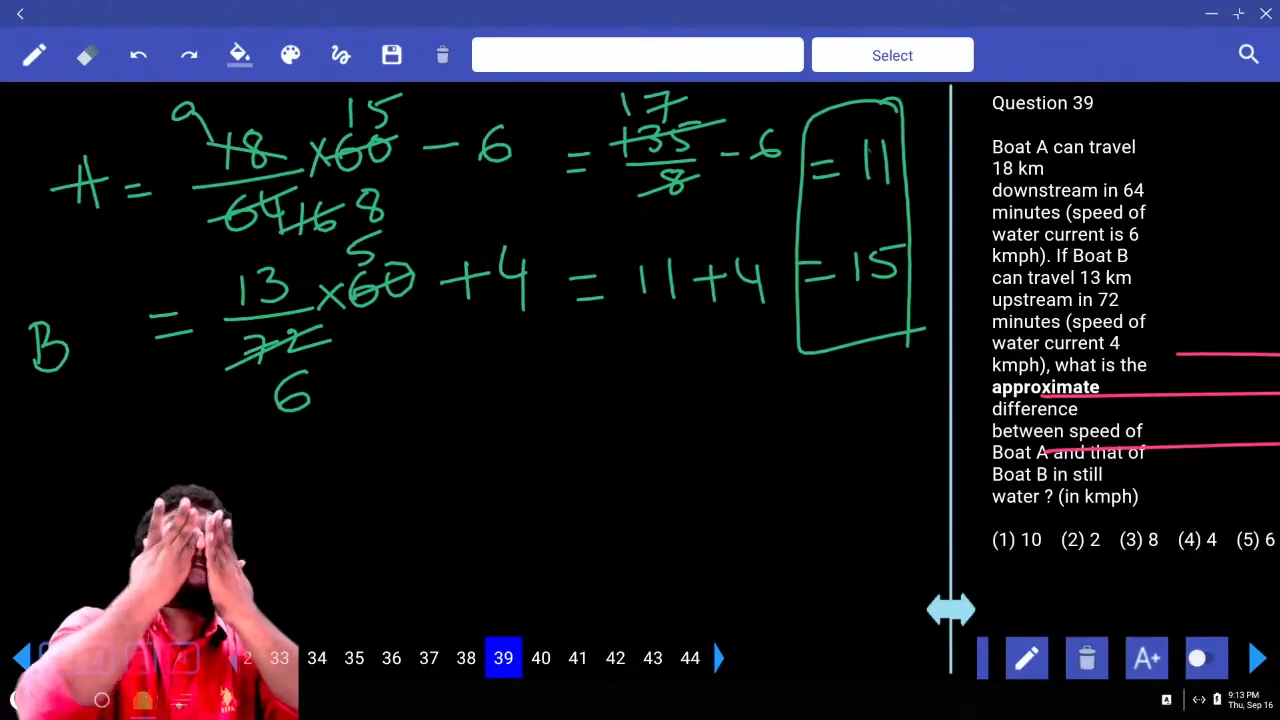 Select
Question 39
Boat A can travel
18 km
downstream in 64
minutes (speed of
water current is 6
kmph). If Boat B
can travel 13 km
upstream in 72
minutes (speed of
water current 4
kmph), what is the
approximate
difference
between speed of
Boat A and that of
Boat B in still
water ? (in kmph)
(1) 10 (2) 2 (3) 8 (4) 4 (5) 6
9 15 17
A = 18 × 60 - 6 = 135 - 6 = 11
64 16 8 8
5
B = 13 × 60 + 4 = 11 + 4 = 15
72
6
2 33 34 35 36 37 38 39 40 41 42 43 44
A+
A
9:13 PM
Thu, Sep 16